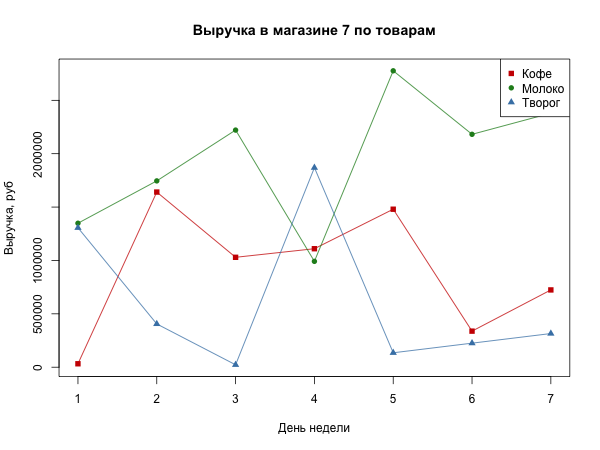 Выручка в магазине 7 по товарам
Кофе
Молоко
Творог
Выручка, руб
2000000
1000000
500000
0
1 2 3 4 5 6 7
День недели